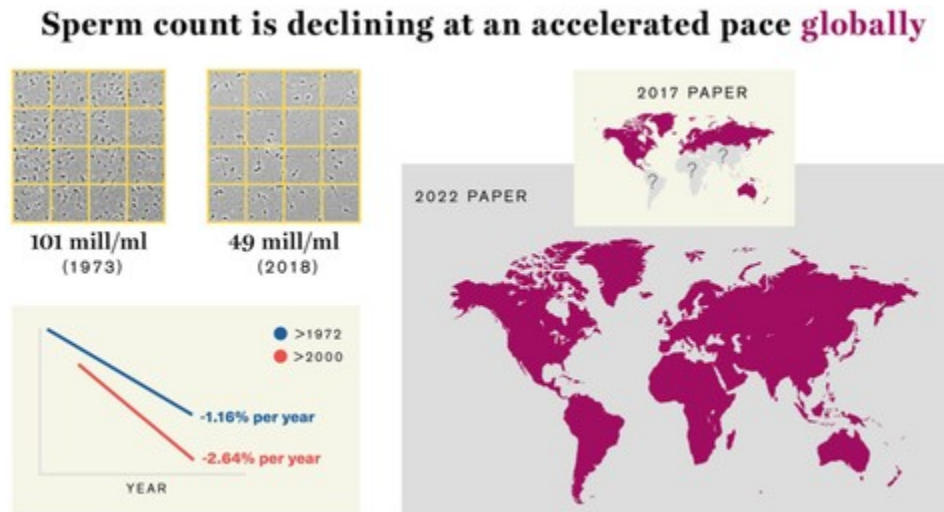 Sperm count is declining at an accelerated pace globally
101 mill/ml
(1973)
49 mill/ml
(2018)
>1972
>2000
-1.16% per year
-2.64% per year
YEAR
2017 PAPER
?
?
?
2022 PAPER